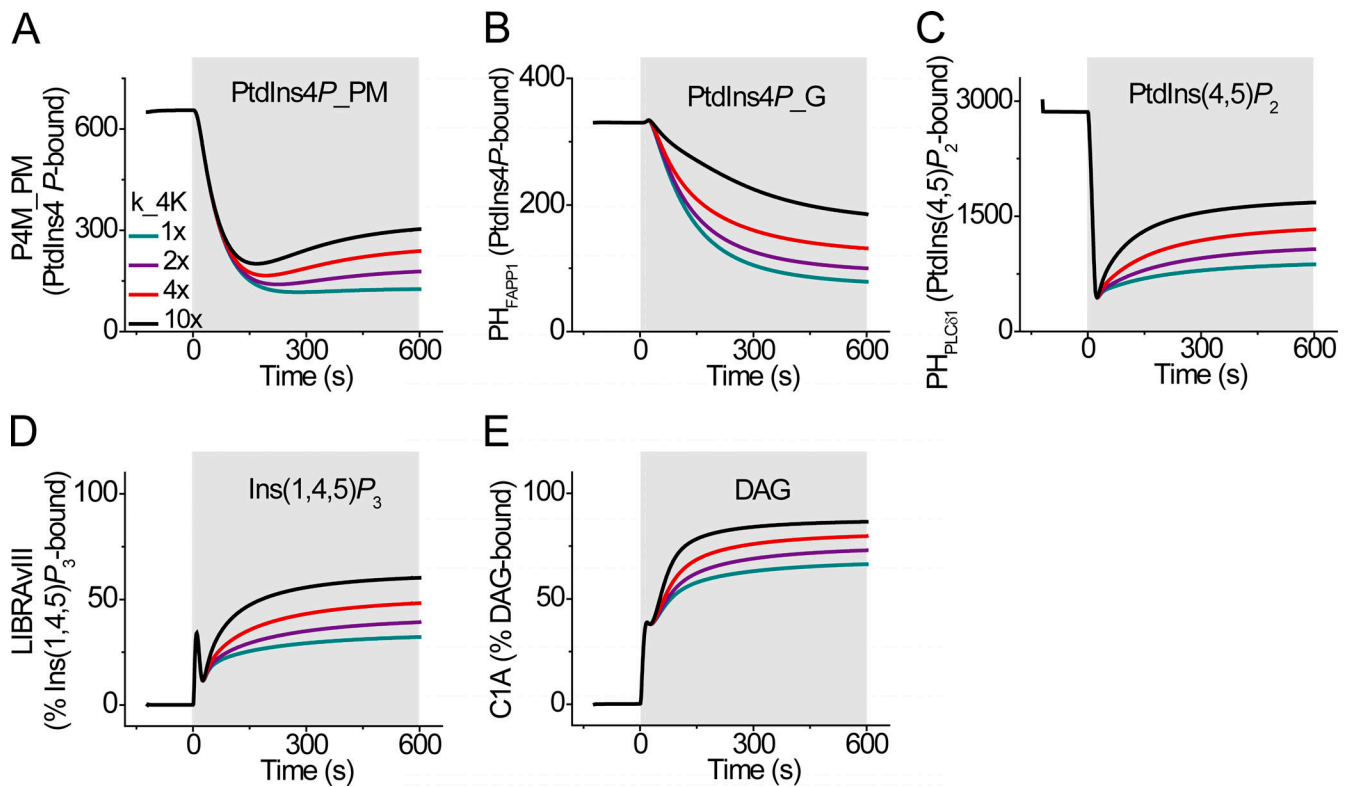 A
PtdIns4P_PM
P4M_PM
(PtdIns4 P-bound)
600
300
0
k_4K
1x
2x
4x
10x
0
300
600
Time (s)
B
PtdIns4P_G
PH_FAPP1 (PtdIns4P-bound)
400
200
0
0
300
600
Time (s)
C
PtdIns(4,5)P₂
PH_PLCδ1 (PtdIns(4,5)P₂-bound)
3000
1500
0
0
300
600
Time (s)
D
Ins(1,4,5)P₃
LIBRAvIII
(% Ins(1,4,5)P₃-bound)
100
50
0
0
300
600
Time (s)
E
DAG
C1A (% DAG-bound)
100
50
0
0
300
600
Time (s)